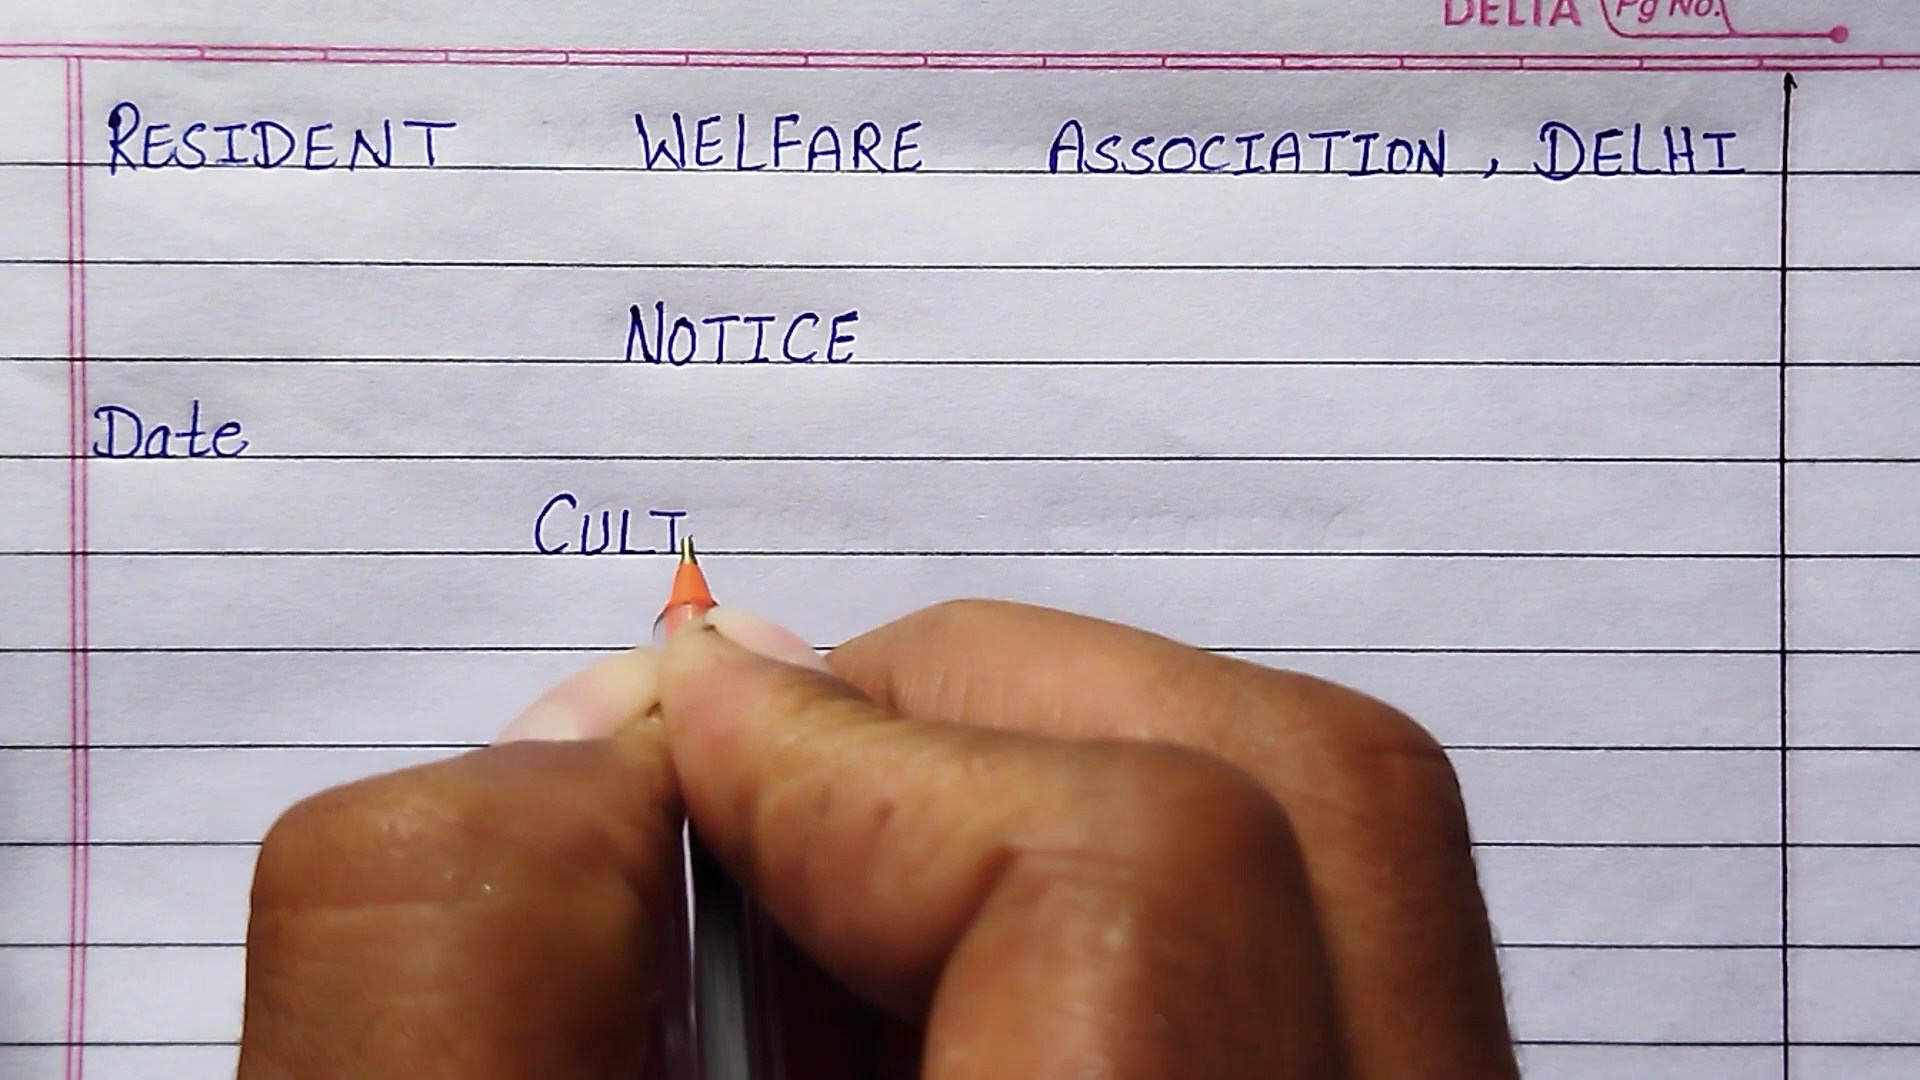 DELTA Pg No.
RESIDENT WELFARE ASSOCIATION, DELHI
NOTICE
Date
CULT